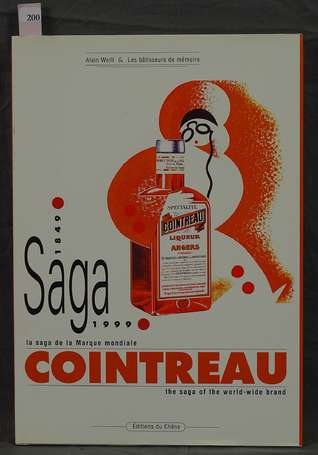 200
Alain Weill & Les bâtisseurs de mémoire
SPÉCIALITÉ
COINTREAU
LIQUEUR
ANGERS
1849
Saga
1999
la saga de la Marque mondiale
COINTREAU
the saga of the world-wide brand
Editions du Chêne